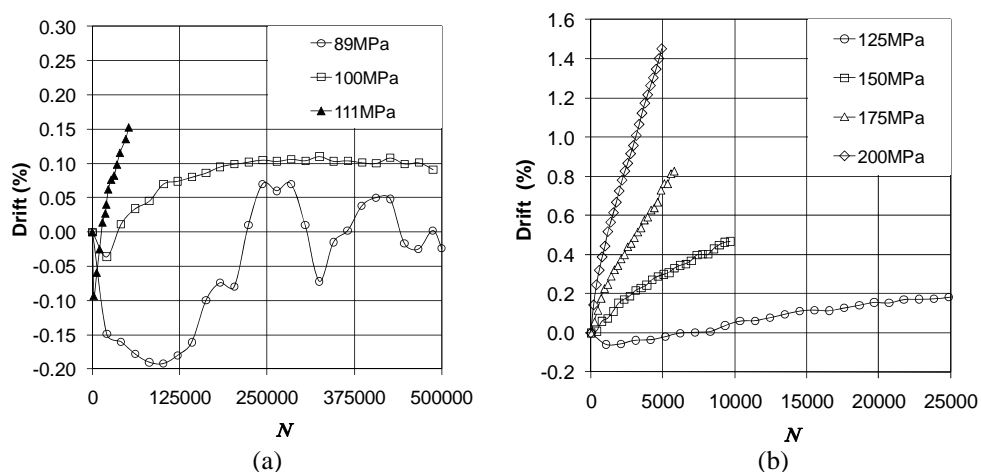 0.30
0.25
0.20
0.15
0.10
0.05
0.00
-0.05
-0.10
-0.15
-0.20
Drift (%)
89MPa
100MPa
111MPa
0 125000 250000 375000 500000
N
(a)
1.6
1.4
1.2
1.0
0.8
0.6
0.4
0.2
0.0
-0.2
Drift (%)
125MPa
150MPa
175MPa
200MPa
0 5000 10000 15000 20000 25000
N
(b)